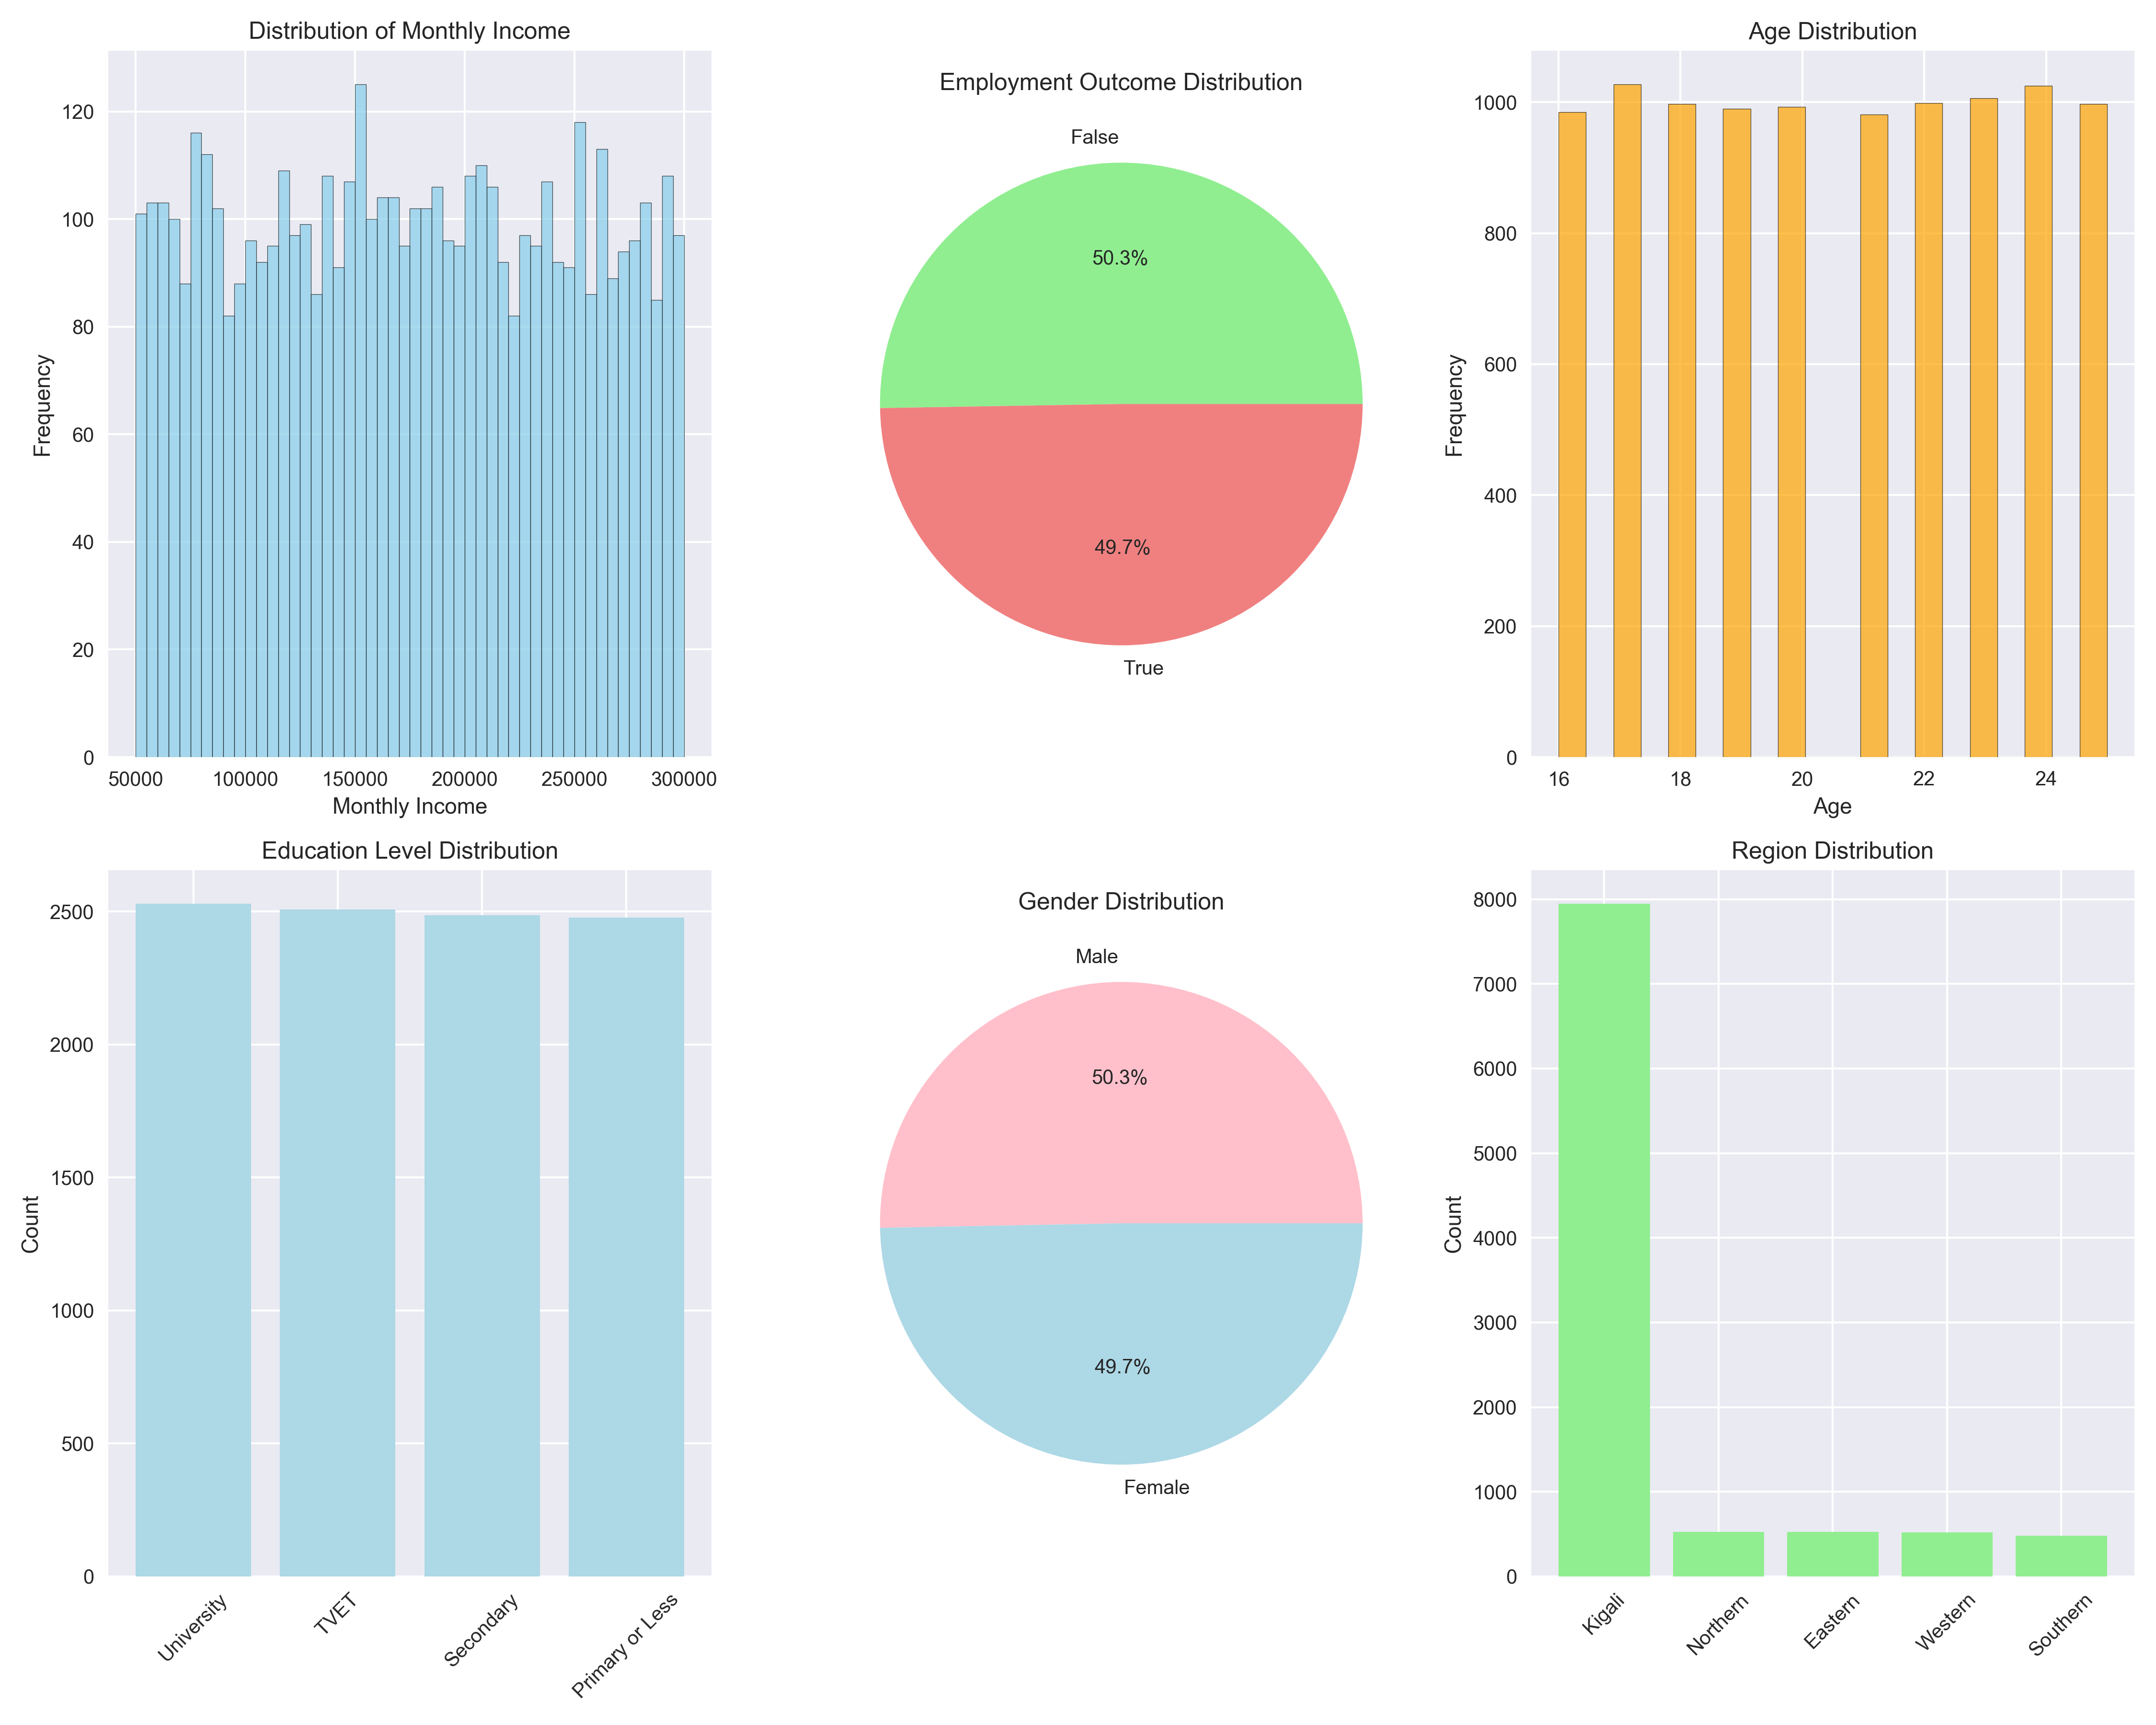 Distribution of Monthly Income
Frequency
120
100
80
60
40
20
0
50000 100000 150000 200000 250000 300000
Monthly Income
Employment Outcome Distribution
False
50.3%
49.7%
True
Age Distribution
Frequency
1000
800
600
400
200
0
16 18 20 22 24
Age
Education Level Distribution
Count
2500
2000
1500
1000
500
0
University TVET Secondary Primary or Less
Gender Distribution
Male
50.3%
49.7%
Female
Region Distribution
Count
8000
7000
6000
5000
4000
3000
2000
1000
0
Kigali Northern Eastern Western Southern